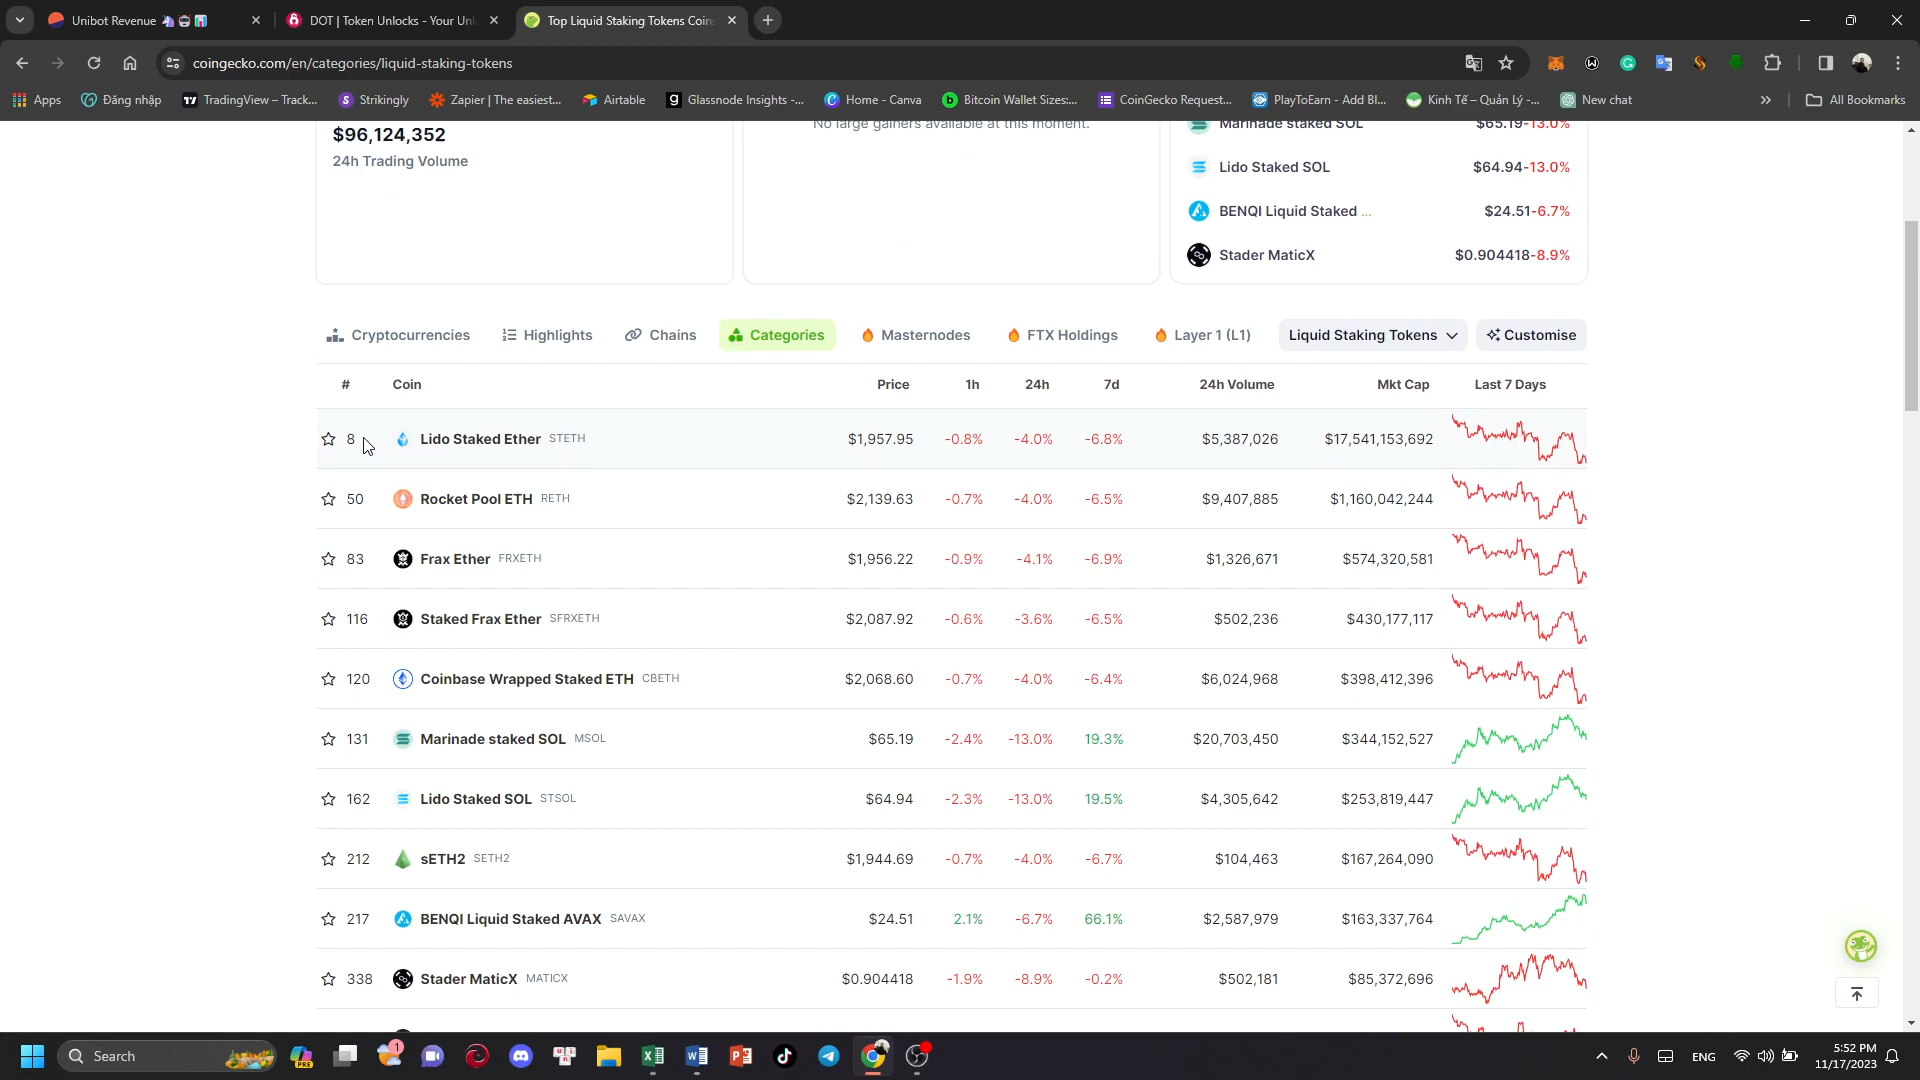 Unibot Revenue
DOT | Token Unlocks - Your Unl
Top Liquid Staking Tokens Coins
coingecko.com/en/categories/liquid-staking-tokens
Apps
Đăng nhập
TradingView – Track...
Strikingly
Zapier | The easiest...
Airtable
Glassnode Insights -...
Home - Canva
Bitcoin Wallet Sizes:...
CoinGecko Request...
PlayToEarn - Add Bl...
Kinh Tế – Quản Lý -...
New chat
All Bookmarks
$96,124,352
24h Trading Volume
No large gainers available at this moment.
Marinade staked SOL $65.19-13.0%
Lido Staked SOL $64.94-13.0%
BENQI Liquid Staked ... $24.51-6.7%
Stader MaticX $0.904418-8.9%
Cryptocurrencies Highlights Chains Categories Masternodes FTX Holdings Layer 1 (L1) Liquid Staking Tokens Customise
# Coin Price 1h 24h 7d 24h Volume Mkt Cap Last 7 Days
8 Lido Staked Ether STETH $1,957.95 -0.8% -4.0% -6.8% $5,387,026 $17,541,153,692
50 Rocket Pool ETH RETH $2,139.63 -0.7% -4.0% -6.5% $9,407,885 $1,160,042,244
83 Frax Ether FRXETH $1,956.22 -0.9% -4.1% -6.9% $1,326,671 $574,320,581
116 Staked Frax Ether SFRXETH $2,087.92 -0.6% -3.6% -6.5% $502,236 $430,177,117
120 Coinbase Wrapped Staked ETH CBETH $2,068.60 -0.7% -4.0% -6.4% $6,024,968 $398,412,396
131 Marinade staked SOL MSOL $65.19 -2.4% -13.0% 19.3% $20,703,450 $344,152,527
162 Lido Staked SOL STSOL $64.94 -2.3% -13.0% 19.5% $4,305,642 $253,819,447
212 sETH2 SETH2 $1,944.69 -0.7% -4.0% -6.7% $104,463 $167,264,090
217 BENQI Liquid Staked AVAX SAVAX $24.51 2.1% -6.7% 66.1% $2,587,979 $163,337,764
338 Stader MaticX MATICX $0.904418 -1.9% -8.9% -0.2% $502,181 $85,372,696
Search
PRE
1
ENG
5:52 PM
11/17/2023